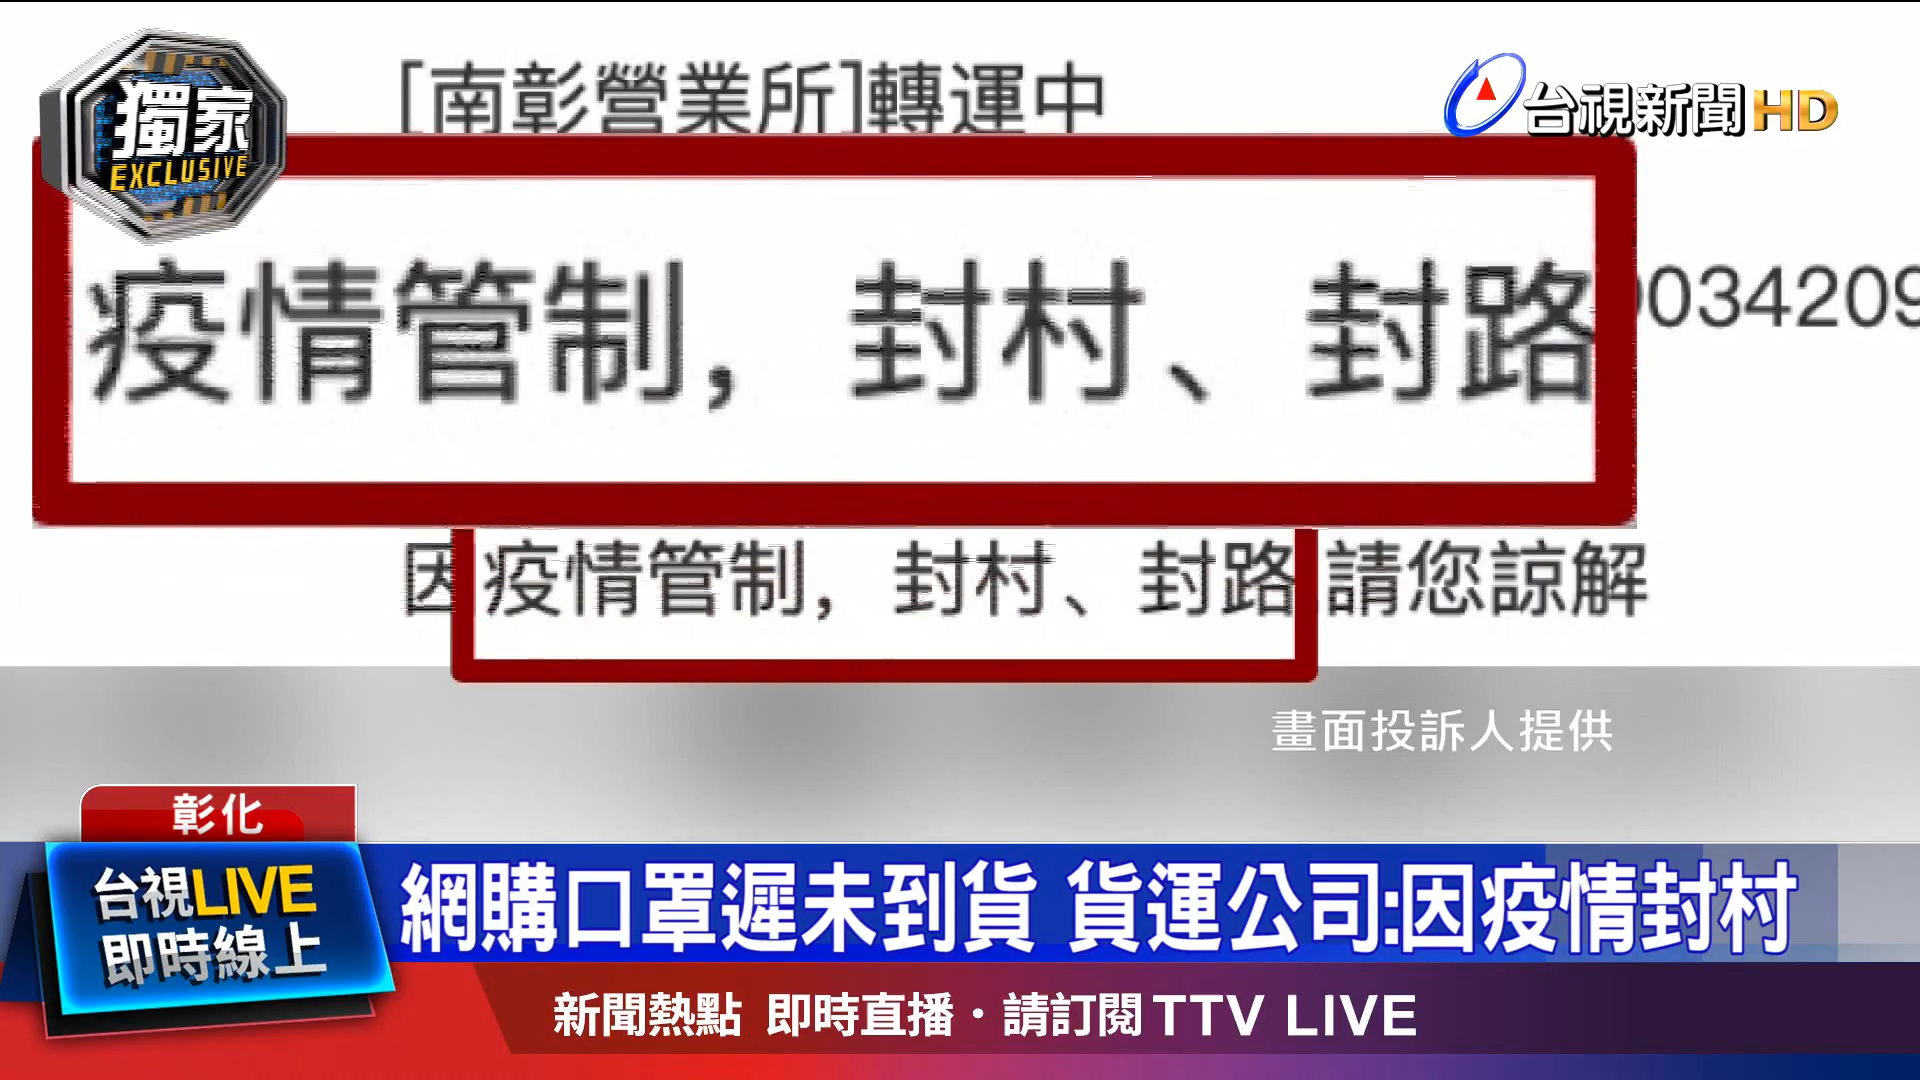 獨家
EXCLUSIVE
[南彰營業所]轉運中
台視新聞HD
疫情管制，封村、封路
034209
因疫情管制，封村、封路 請您諒解
畫面投訴人提供
彰化
台視LIVE
即時線上
網購口罩遲未到貨 貨運公司:因疫情封村
新聞熱點 即時直播・請訂閱TTV LIVE